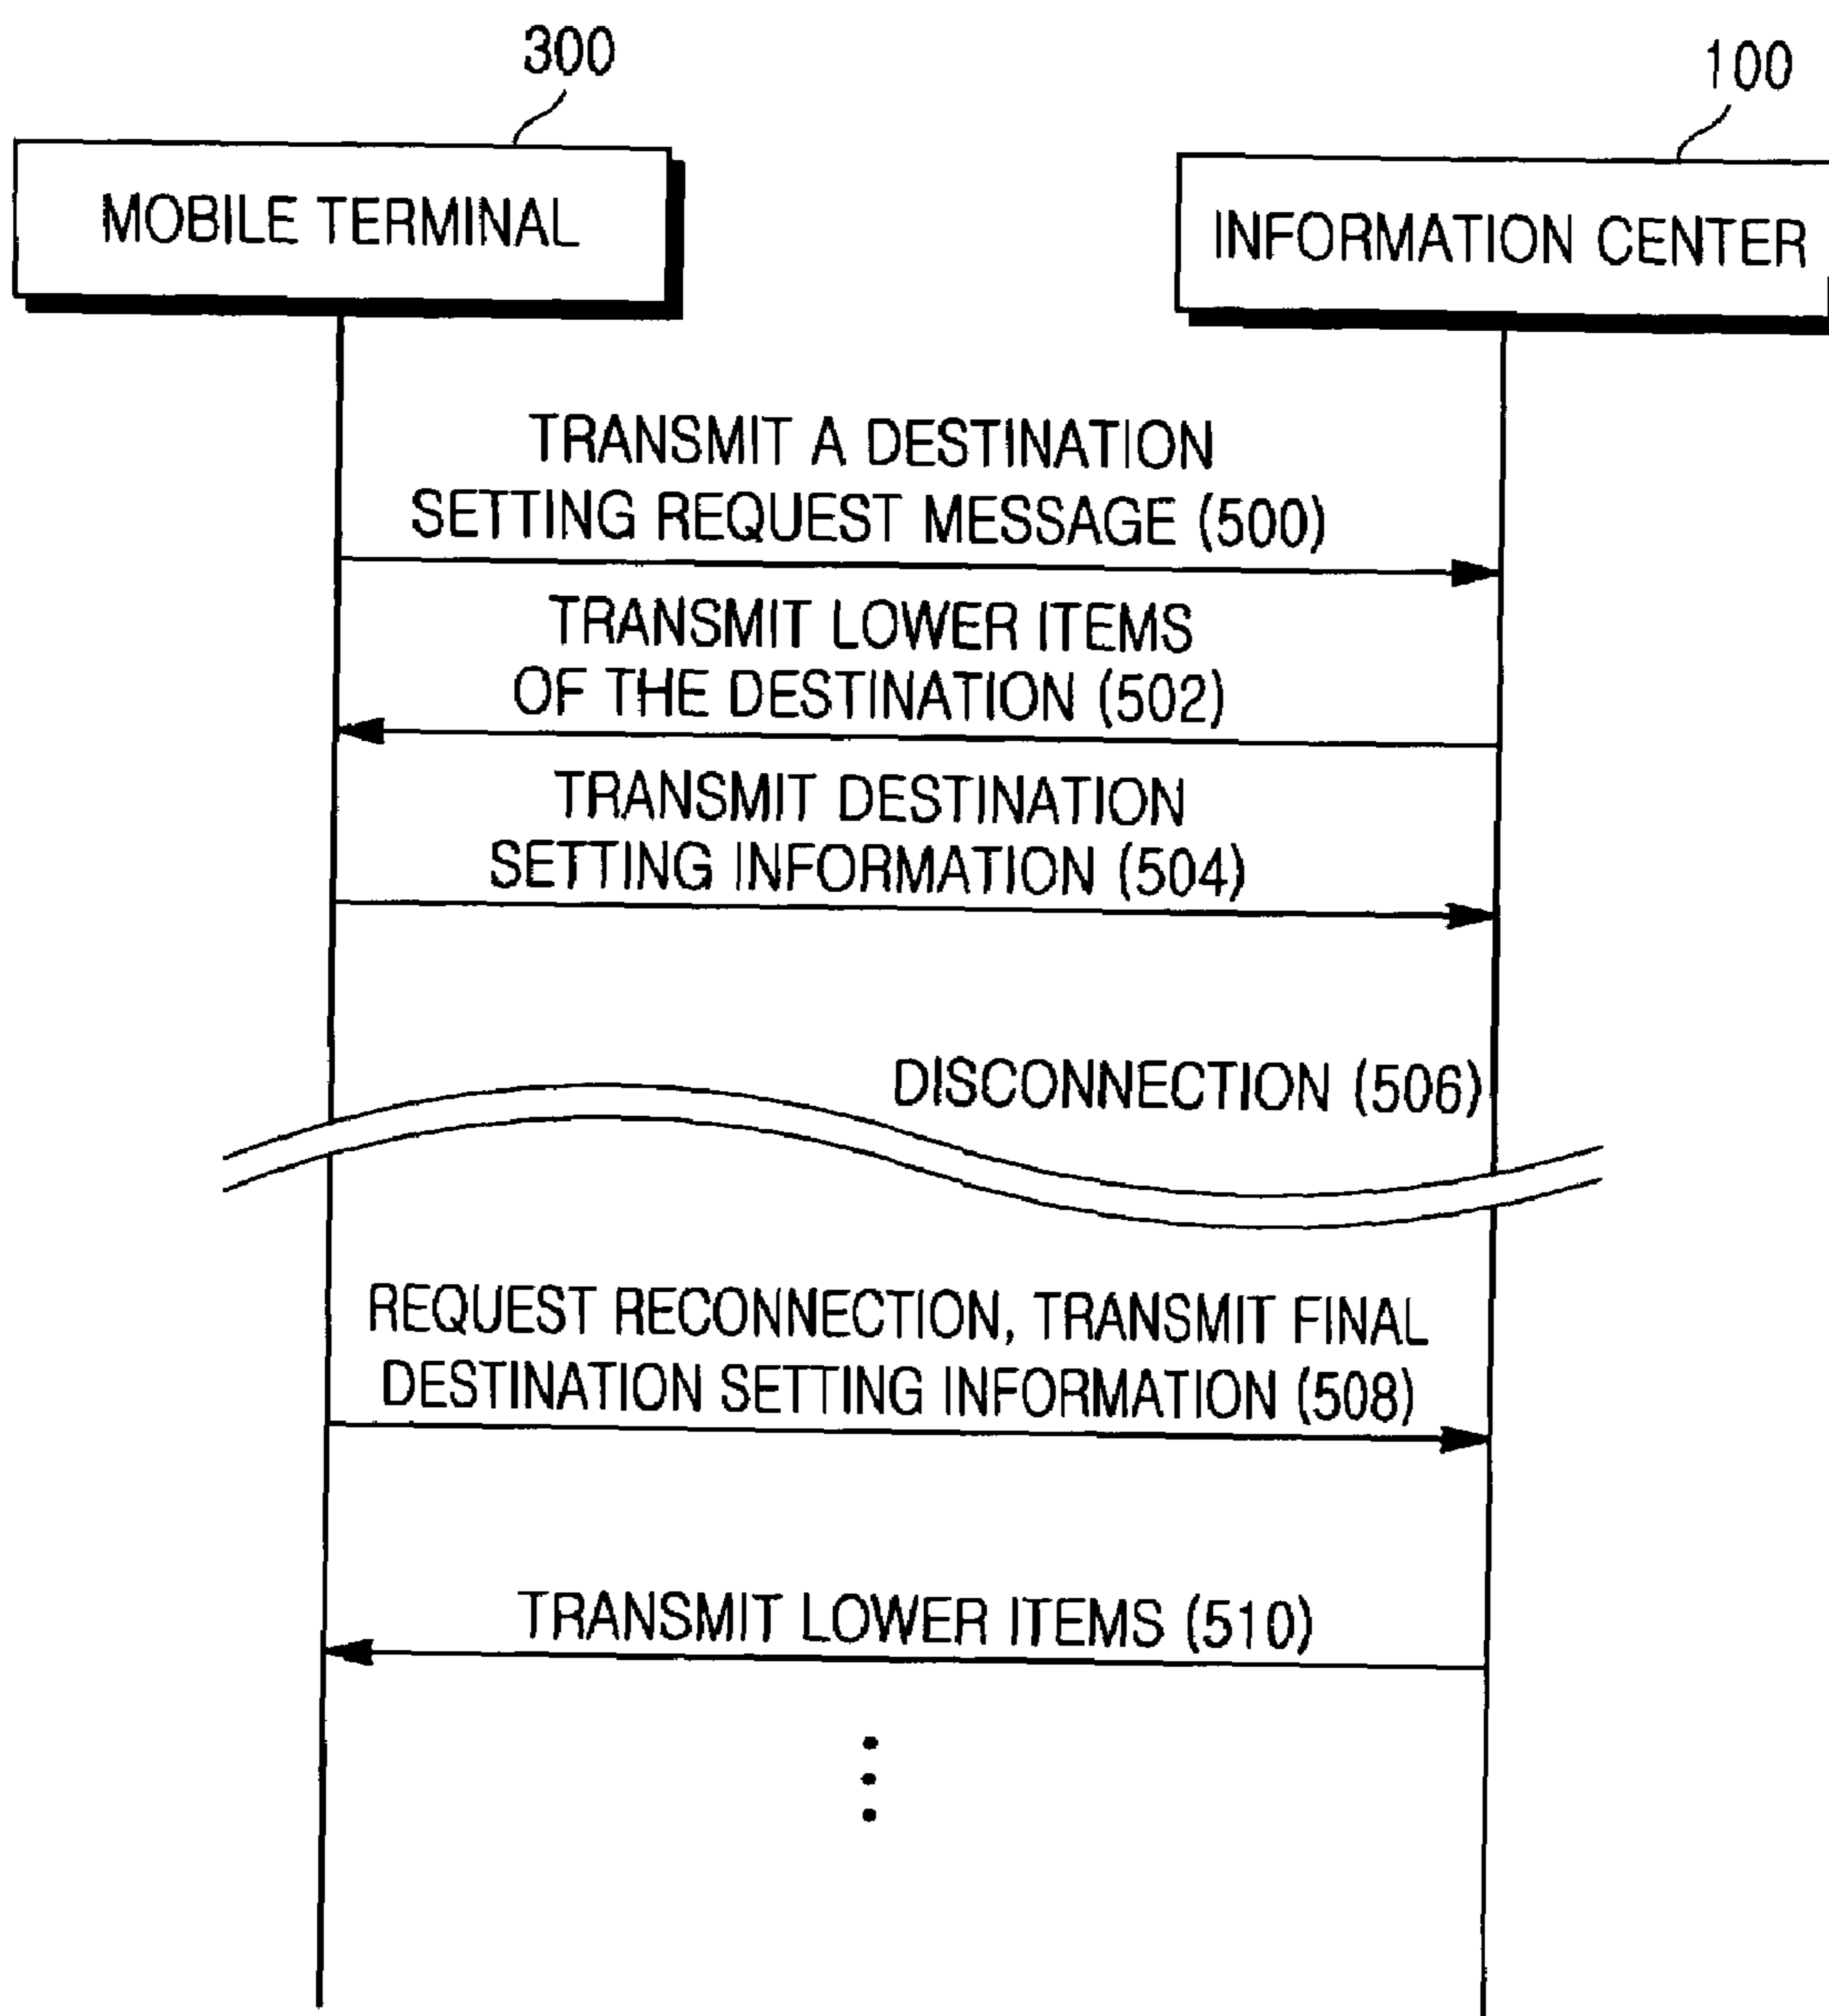 300
100
MOBILE TERMINAL
INFORMATION CENTER
TRANSMIT A DESTINATION
SETTING REQUEST MESSAGE (500)
TRANSMIT LOWER ITEMS
OF THE DESTINATION (502)
TRANSMIT DESTINATION
SETTING INFORMATION (504)
DISCONNECTION (506)
REQUEST RECONNECTION, TRANSMIT FINAL
DESTINATION SETTING INFORMATION (508)
TRANSMIT LOWER ITEMS (510)